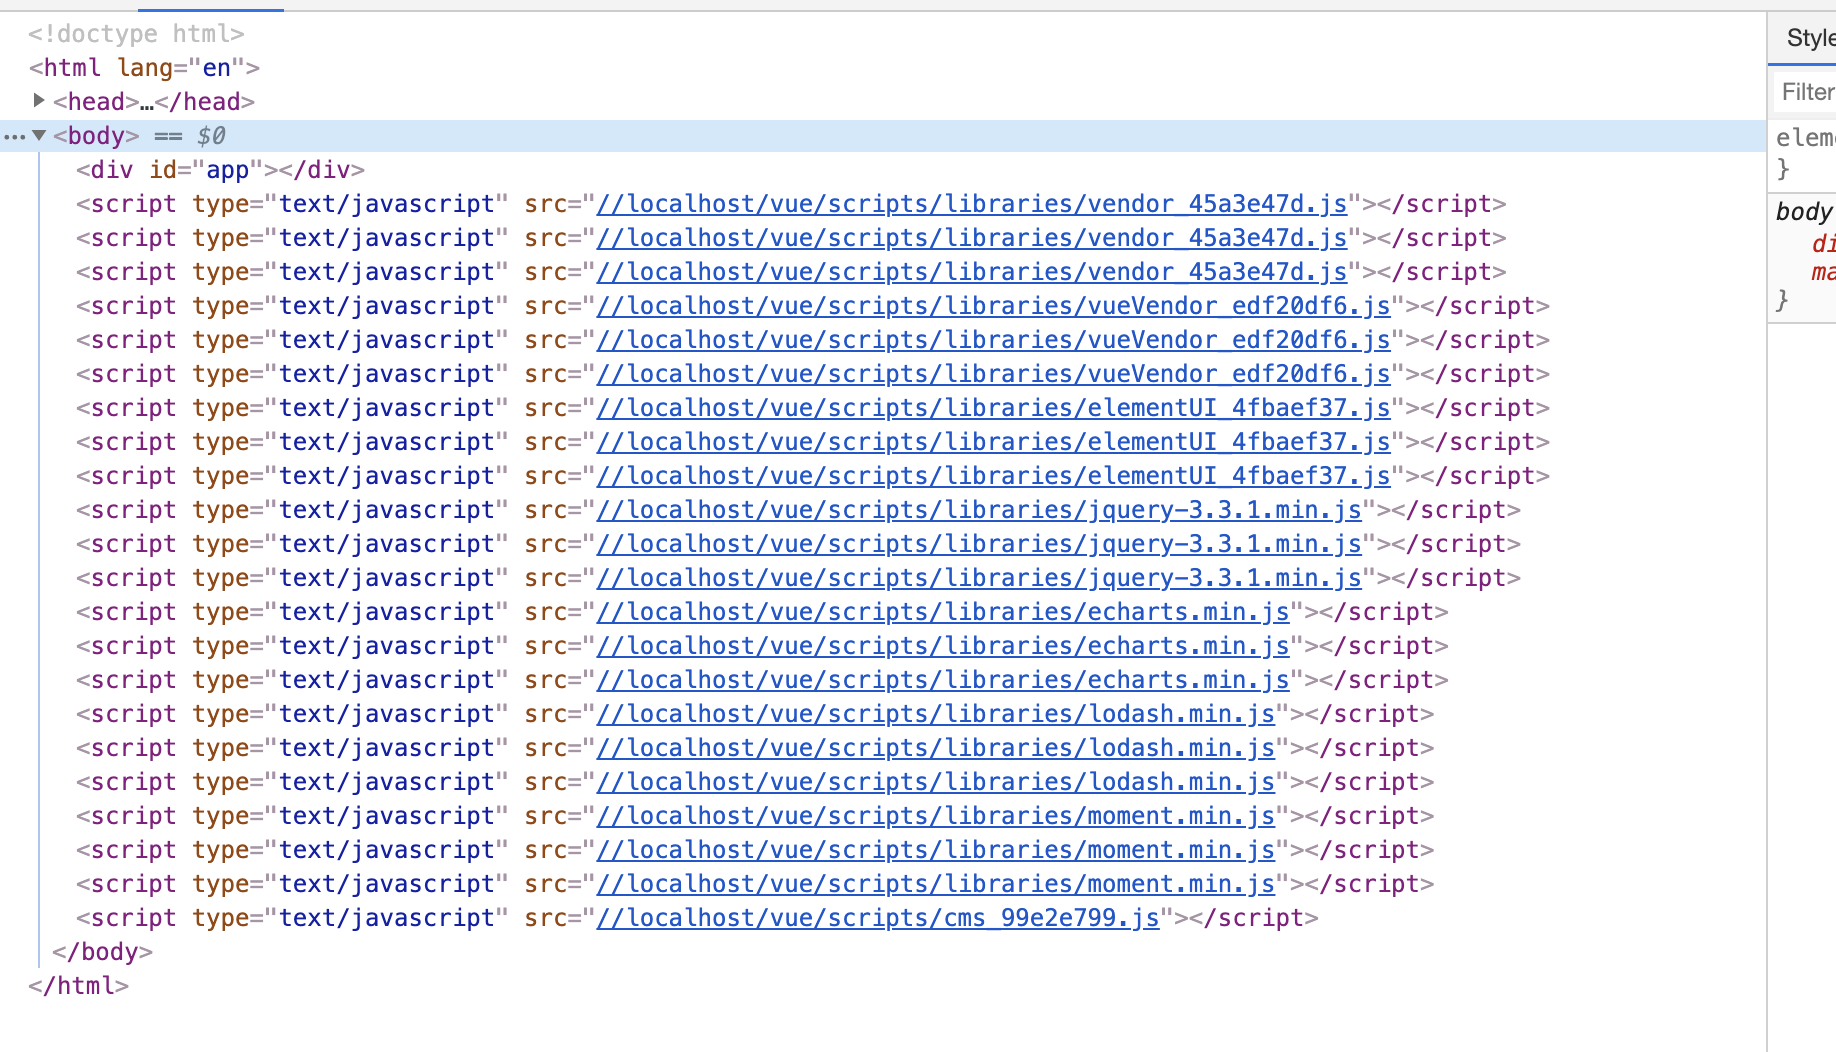 <!doctype html>
<html lang="en">
<head>…</head>
<body> == $0
<div id="app"></div>
<script type="text/javascript" src="//localhost/vue/scripts/libraries/vendor_45a3e47d.js"></script>
<script type="text/javascript" src="//localhost/vue/scripts/libraries/vendor_45a3e47d.js"></script>
<script type="text/javascript" src="//localhost/vue/scripts/libraries/vendor_45a3e47d.js"></script>
<script type="text/javascript" src="//localhost/vue/scripts/libraries/vueVendor_edf20df6.js"></script>
<script type="text/javascript" src="//localhost/vue/scripts/libraries/vueVendor_edf20df6.js"></script>
<script type="text/javascript" src="//localhost/vue/scripts/libraries/vueVendor_edf20df6.js"></script>
<script type="text/javascript" src="//localhost/vue/scripts/libraries/elementUI_4fbaef37.js"></script>
<script type="text/javascript" src="//localhost/vue/scripts/libraries/elementUI_4fbaef37.js"></script>
<script type="text/javascript" src="//localhost/vue/scripts/libraries/elementUI_4fbaef37.js"></script>
<script type="text/javascript" src="//localhost/vue/scripts/libraries/jquery-3.3.1.min.js"></script>
<script type="text/javascript" src="//localhost/vue/scripts/libraries/jquery-3.3.1.min.js"></script>
<script type="text/javascript" src="//localhost/vue/scripts/libraries/jquery-3.3.1.min.js"></script>
<script type="text/javascript" src="//localhost/vue/scripts/libraries/echarts.min.js"></script>
<script type="text/javascript" src="//localhost/vue/scripts/libraries/echarts.min.js"></script>
<script type="text/javascript" src="//localhost/vue/scripts/libraries/echarts.min.js"></script>
<script type="text/javascript" src="//localhost/vue/scripts/libraries/lodash.min.js"></script>
<script type="text/javascript" src="//localhost/vue/scripts/libraries/lodash.min.js"></script>
<script type="text/javascript" src="//localhost/vue/scripts/libraries/lodash.min.js"></script>
<script type="text/javascript" src="//localhost/vue/scripts/libraries/moment.min.js"></script>
<script type="text/javascript" src="//localhost/vue/scripts/libraries/moment.min.js"></script>
<script type="text/javascript" src="//localhost/vue/scripts/libraries/moment.min.js"></script>
<script type="text/javascript" src="//localhost/vue/scripts/cms_99e2e799.js"></script>
</body>
</html>
Style
Filter
elem
}
body
di
ma
}